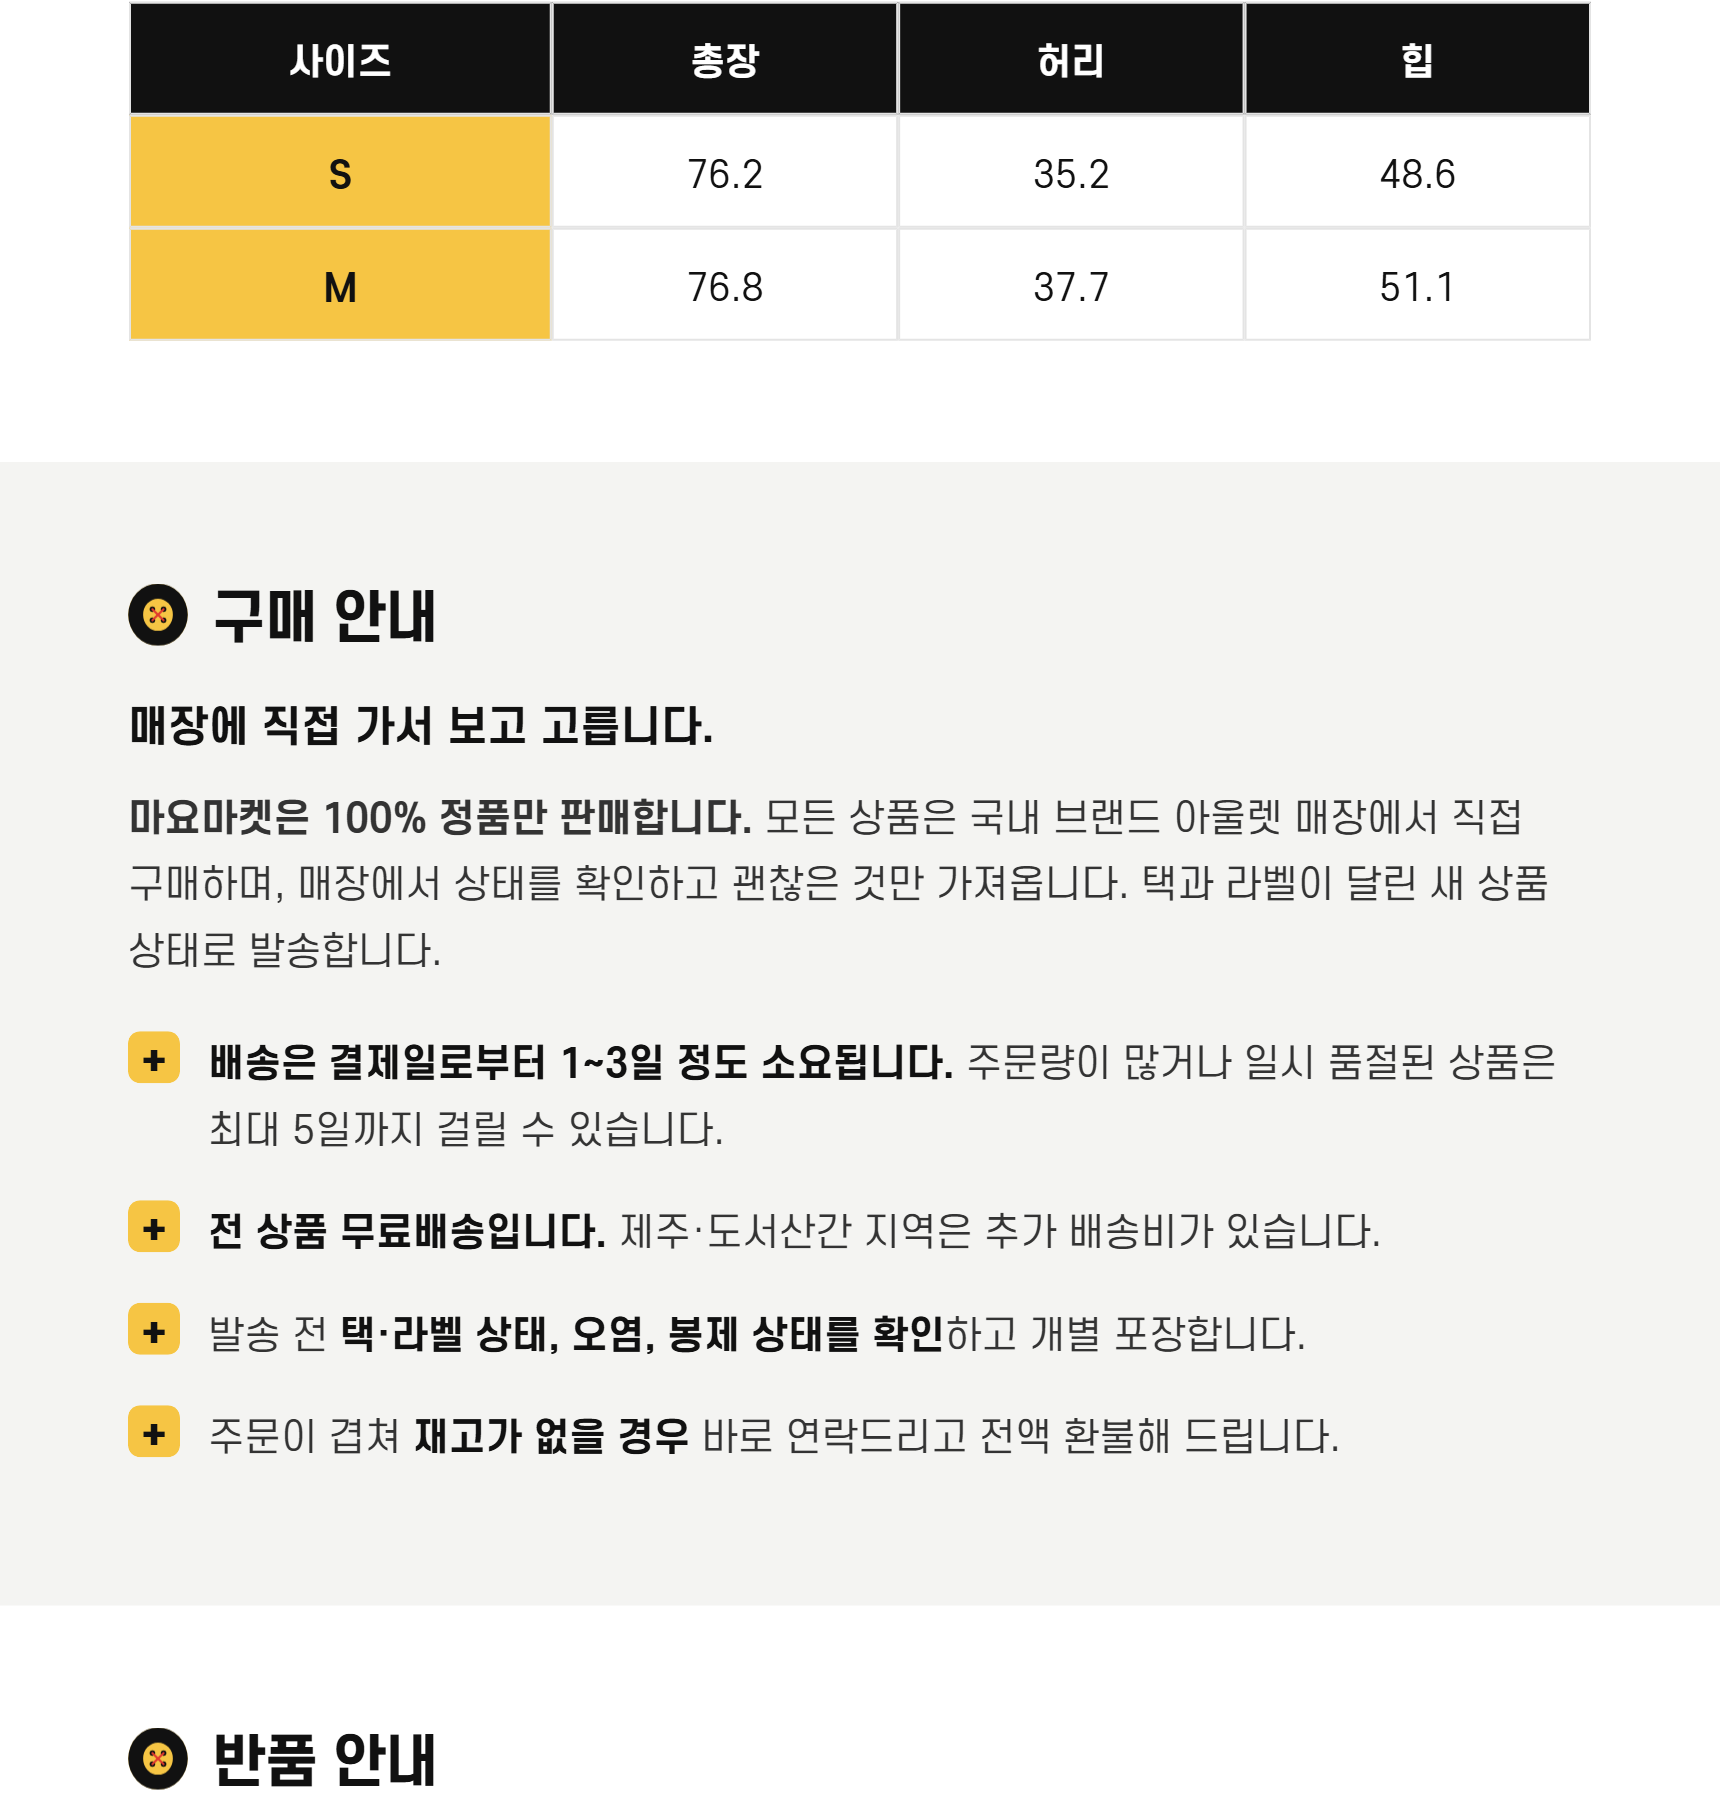 사이즈 총장 허리 힙
S 76.2 35.2 48.6
M 76.8 37.7 51.1
구매 안내
매장에 직접 가서 보고 고릅니다.
마요마켓은 100% 정품만 판매합니다. 모든 상품은 국내 브랜드 아울렛 매장에서 직접
구매하며, 매장에서 상태를 확인하고 괜찮은 것만 가져옵니다. 택과 라벨이 달린 새 상품
상태로 발송합니다.
+ 배송은 결제일로부터 1~3일 정도 소요됩니다. 주문량이 많거나 일시 품절된 상품은
최대 5일까지 걸릴 수 있습니다.
+ 전 상품 무료배송입니다. 제주·도서산간 지역은 추가 배송비가 있습니다.
+ 발송 전 택·라벨 상태, 오염, 봉제 상태를 확인하고 개별 포장합니다.
+ 주문이 겹쳐 재고가 없을 경우 바로 연락드리고 전액 환불해 드립니다.
반품 안내